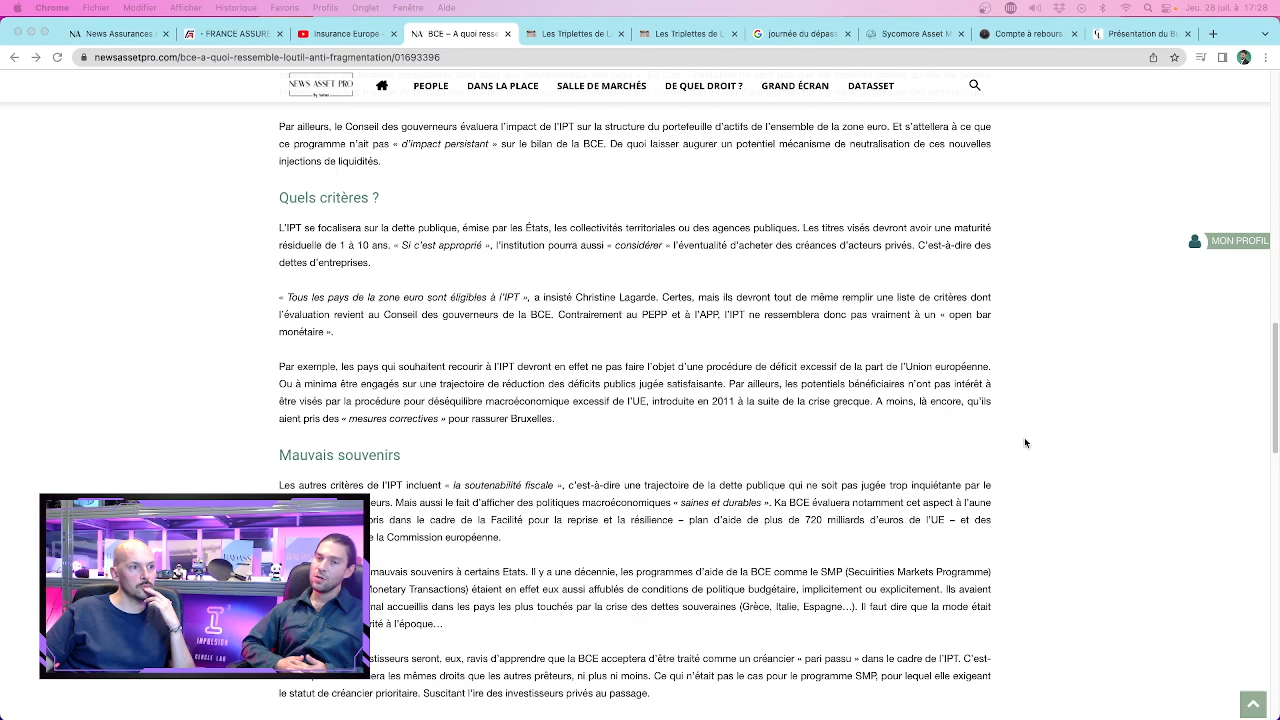 Chrome Fichier Modifier Afficher Historique Favoris Profils Onglet Fenêtre Aide Jeu. 28 juil. à 17:28
NA News Assurances × - FRANCE ASSURE × Insurance Europe - × NA BCE – A quoi resse × Les Triplettes de L × Les Triplettes de L × journée du dépass × Sycomore Asset M × Compte à rebours × Présentation du Bu × +
newsassetpro.com/bce-a-quoi-ressemble-loutil-anti-fragmentation/01693396
NEWS ASSET PRO PEOPLE DANS LA PLACE SALLE DE MARCHÉS DE QUEL DROIT ? GRAND ÉCRAN DATASSET
Par ailleurs, le Conseil des gouverneurs évaluera l'impact de l'IPT sur la structure du portefeuille d'actifs de l'ensemble de la zone euro. Et s'attellera à ce que
ce programme n'ait pas « d'impact persistant » sur le bilan de la BCE. De quoi laisser augurer un potentiel mécanisme de neutralisation de ces nouvelles
injections de liquidités.
Quels critères ?
L'IPT se focalisera sur la dette publique, émise par les États, les collectivités territoriales ou des agences publiques. Les titres visés devront avoir une maturité
résiduelle de 1 à 10 ans. « Si c'est approprié », l'institution aura aussi « considérer » l'éventualité d'acheter des créances d'acteurs privés. C'est-à-dire des
dettes d'entreprises.
MON PROFIL
« Tous les pays de la zone euro sont éligibles à l'IPT », a insisté Christine Lagarde. Certes, mais ils devront tout de même remplir une liste de critères dont
l'évaluation revient au Conseil des gouverneurs de la BCE. Contrairement au PEPP et à l'APP, l'IPT ne ressemblera donc pas vraiment à un « open bar
monétaire ».
Par exemple, les pays qui souhaitent recourir à l'IPT devront en effet ne pas faire l'objet d'une procédure de déficit excessif de la part de l'Union européenne.
Ou à minima être engagés sur une trajectoire de réduction des déficits publics jugée satisfaisante. Par ailleurs, les potentiels bénéficiaires n'ont pas intérêt à
être visés par la procédure pour déséquilibre macroéconomique excessif de l'UE, introduite en 2011 à la suite de la crise grecque. A moins, là encore, qu'ils
aient pris des « mesures correctives » pour rassurer Bruxelles.
Mauvais souvenirs
Les autres critères de l'IPT incluent « la soutenabilité fiscale », c'est-à-dire une trajectoire de la dette publique qui ne soit pas jugée trop inquiétante par le
eurs. Mais aussi le fait d'afficher des politiques macroéconomiques « saines et durables ». Ka BCE évaluera notamment cet aspect à l'aune
pris dans le cadre de la Facilité pour la reprise et la résilience – plan d'aide de plus de 720 milliards d'euros de l'UE – et des
e la Commission européenne.
mauvais souvenirs à certains Etats. Il y a une décennie, les programmes d'aide de la BCE comme le SMP (Secuirities Markets Programme)
Monetary Transactions) étaient en effet eux aussi affublés de conditions de politique budgétaire, implicitement ou explicitement. Ils avaient
mal accueillis dans les pays les plus touchés par la crise des dettes souveraines (Grèce, Italie, Espagne…). Il faut dire que la mode était
rité à l'époque…
stisseurs seront, eux, ravis d'apprendre que la BCE acceptera d'être traité comme un créancier « pari passu » dans le cadre de l'IPT. C'est-
era les mêmes droits que les autres prêteurs, ni plus ni moins. Ce qui n'était pas le cas pour le programme SMP, pour lequel elle exigeant
le statut de créancier prioritaire. Suscitant l'ire des investisseurs privés au passage.
IMPULSION
CERCLE LAB